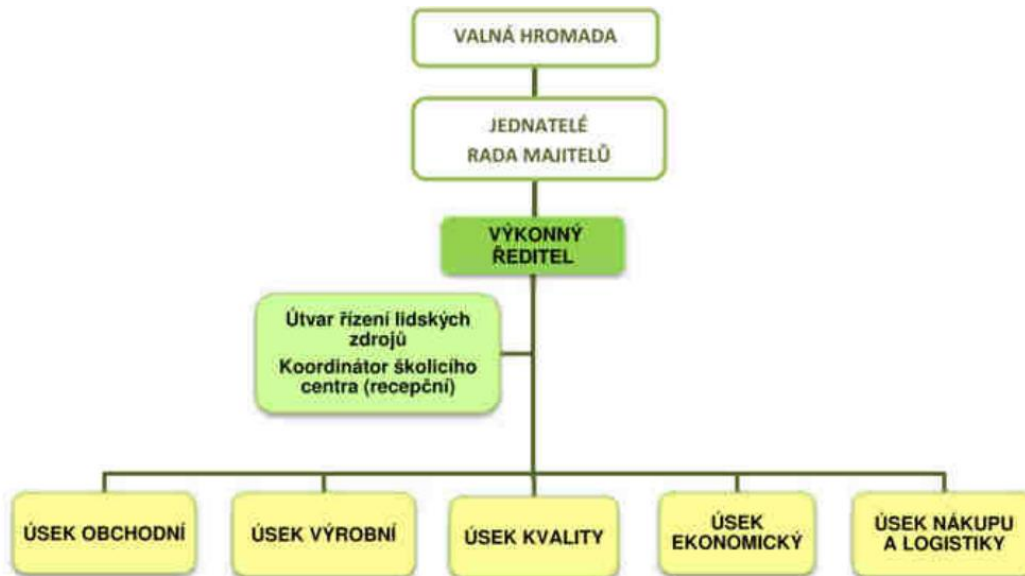 VALNÁ HROMADA
JEDNATELÉ
RADA MAJITELŮ
VÝKONNÝ
ŘEDITEL
Útvar řízení lidských
zdrojů
Koordinátor školicího
centra (recepční)
ÚSEK OBCHODNÍ
ÚSEK VÝROBNÍ
ÚSEK KVALITY
ÚSEK
EKONOMICKÝ
ÚSEK NÁKUPU
A LOGISTIKY